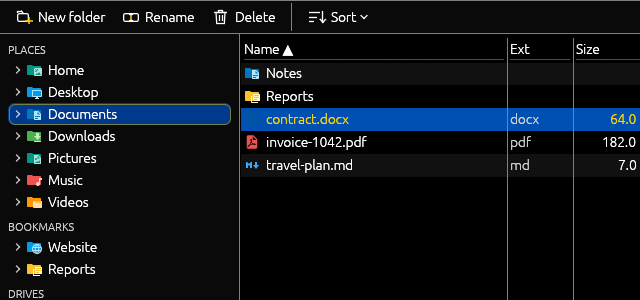 New folder Rename Delete Sort
PLACES
Home
Desktop
Documents
Downloads
Pictures
Music
Videos
BOOKMARKS
Website
Reports
DRIVES
Name ▲ Ext Size
Notes
Reports
contract.docx docx 64.0
invoice-1042.pdf pdf 182.0
travel-plan.md md 7.0